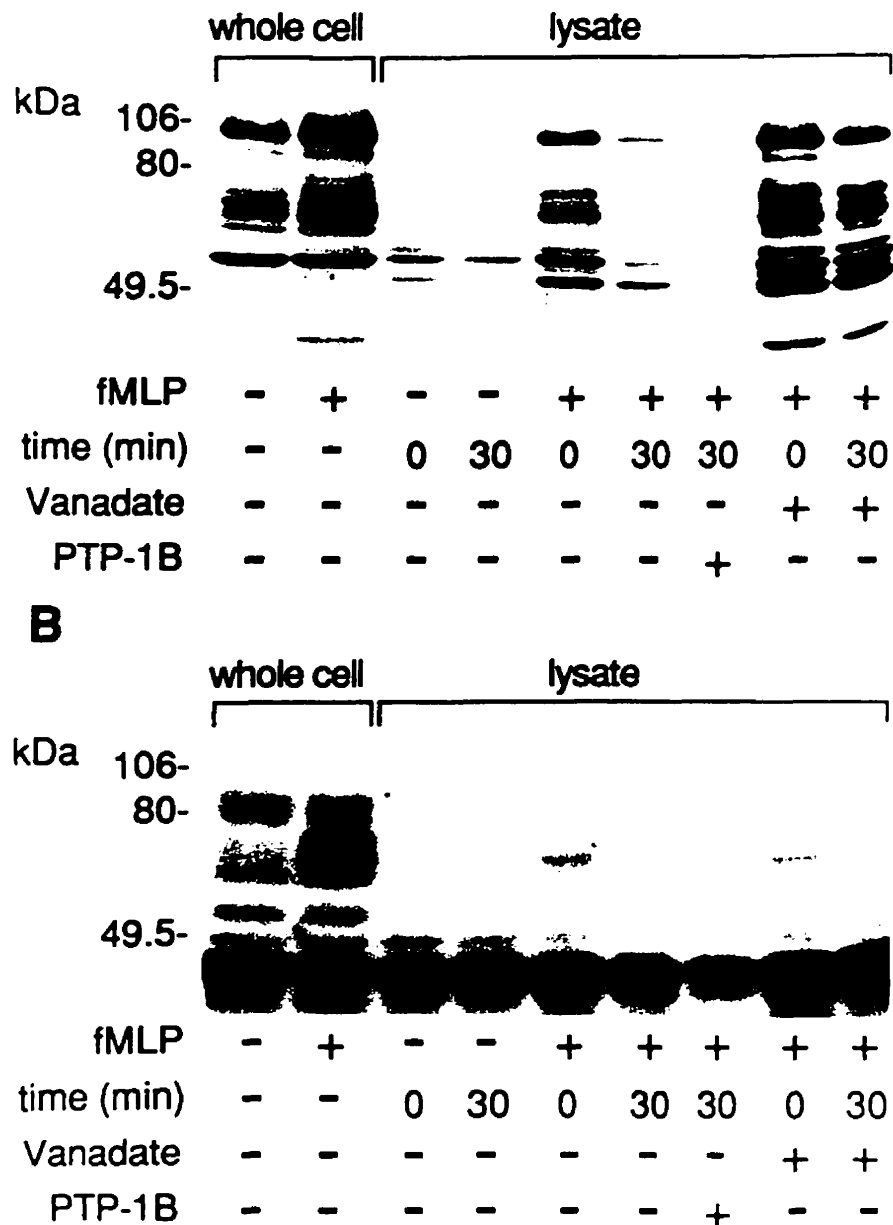 whole cell lysate
kDa
106-
80-
49.5-
fMLP - + - - + + + + +
time (min) - - 0 30 0 30 30 0 30
Vanadate - - - - - - - + +
PTP-1B - - - - - - + - -
B
whole cell lysate
kDa
106-
80-
49.5-
fMLP - + - - + + + + +
time (min) - - 0 30 0 30 30 0 30
Vanadate - - - - - - - + +
PTP-1B - - - - - - + - -